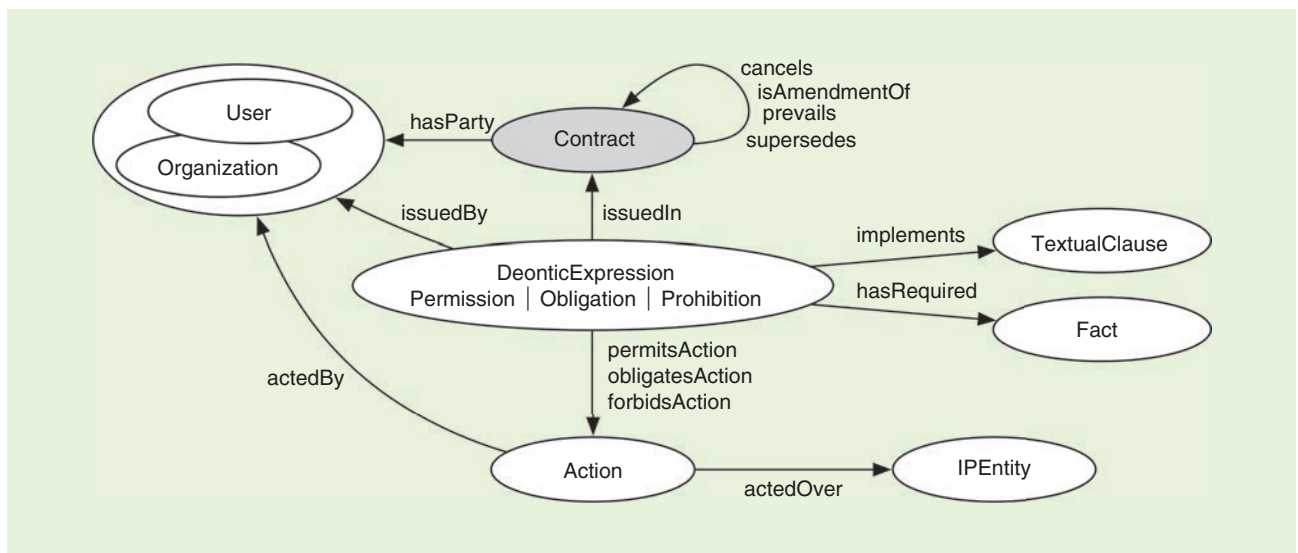 cancels
isAmendmentOf
prevails
supersedes
User
hasParty
Contract
Organization
issuedBy
issuedIn
implements
TextualClause
DeonticExpression
Permission | Obligation | Prohibition
hasRequired
Fact
permitsAction
obligatesAction
forbidsAction
actedBy
Action
actedOver
IPEntity